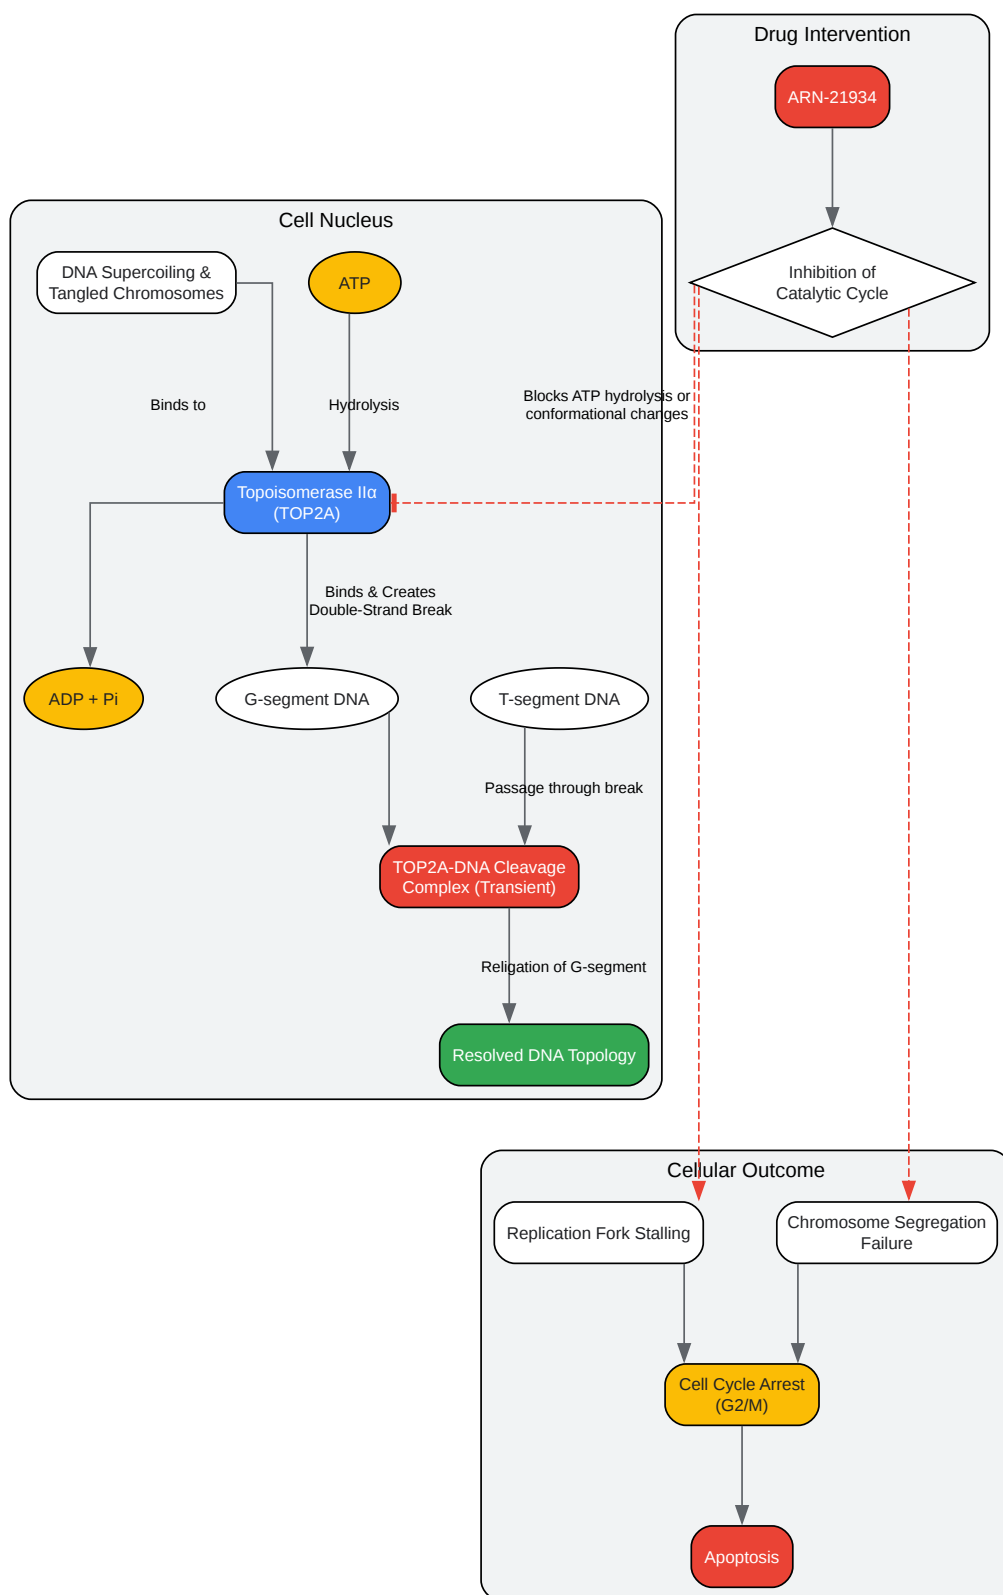 Drug Intervention
ARN-21934
Inhibition of
Catalytic Cycle
Cell Nucleus
DNA Supercoiling &
Tangled Chromosomes
ATP
Binds to
Hydrolysis
Blocks ATP hydrolysis or
conformational changes
Topoisomerase IIα
(TOP2A)
Binds & Creates
Double-Strand Break
ADP + Pi
G-segment DNA
T-segment DNA
Passage through break
TOP2A-DNA Cleavage
Complex (Transient)
Religation of G-segment
Resolved DNA Topology
Cellular Outcome
Replication Fork Stalling
Chromosome Segregation
Failure
Cell Cycle Arrest
(G2/M)
Apoptosis